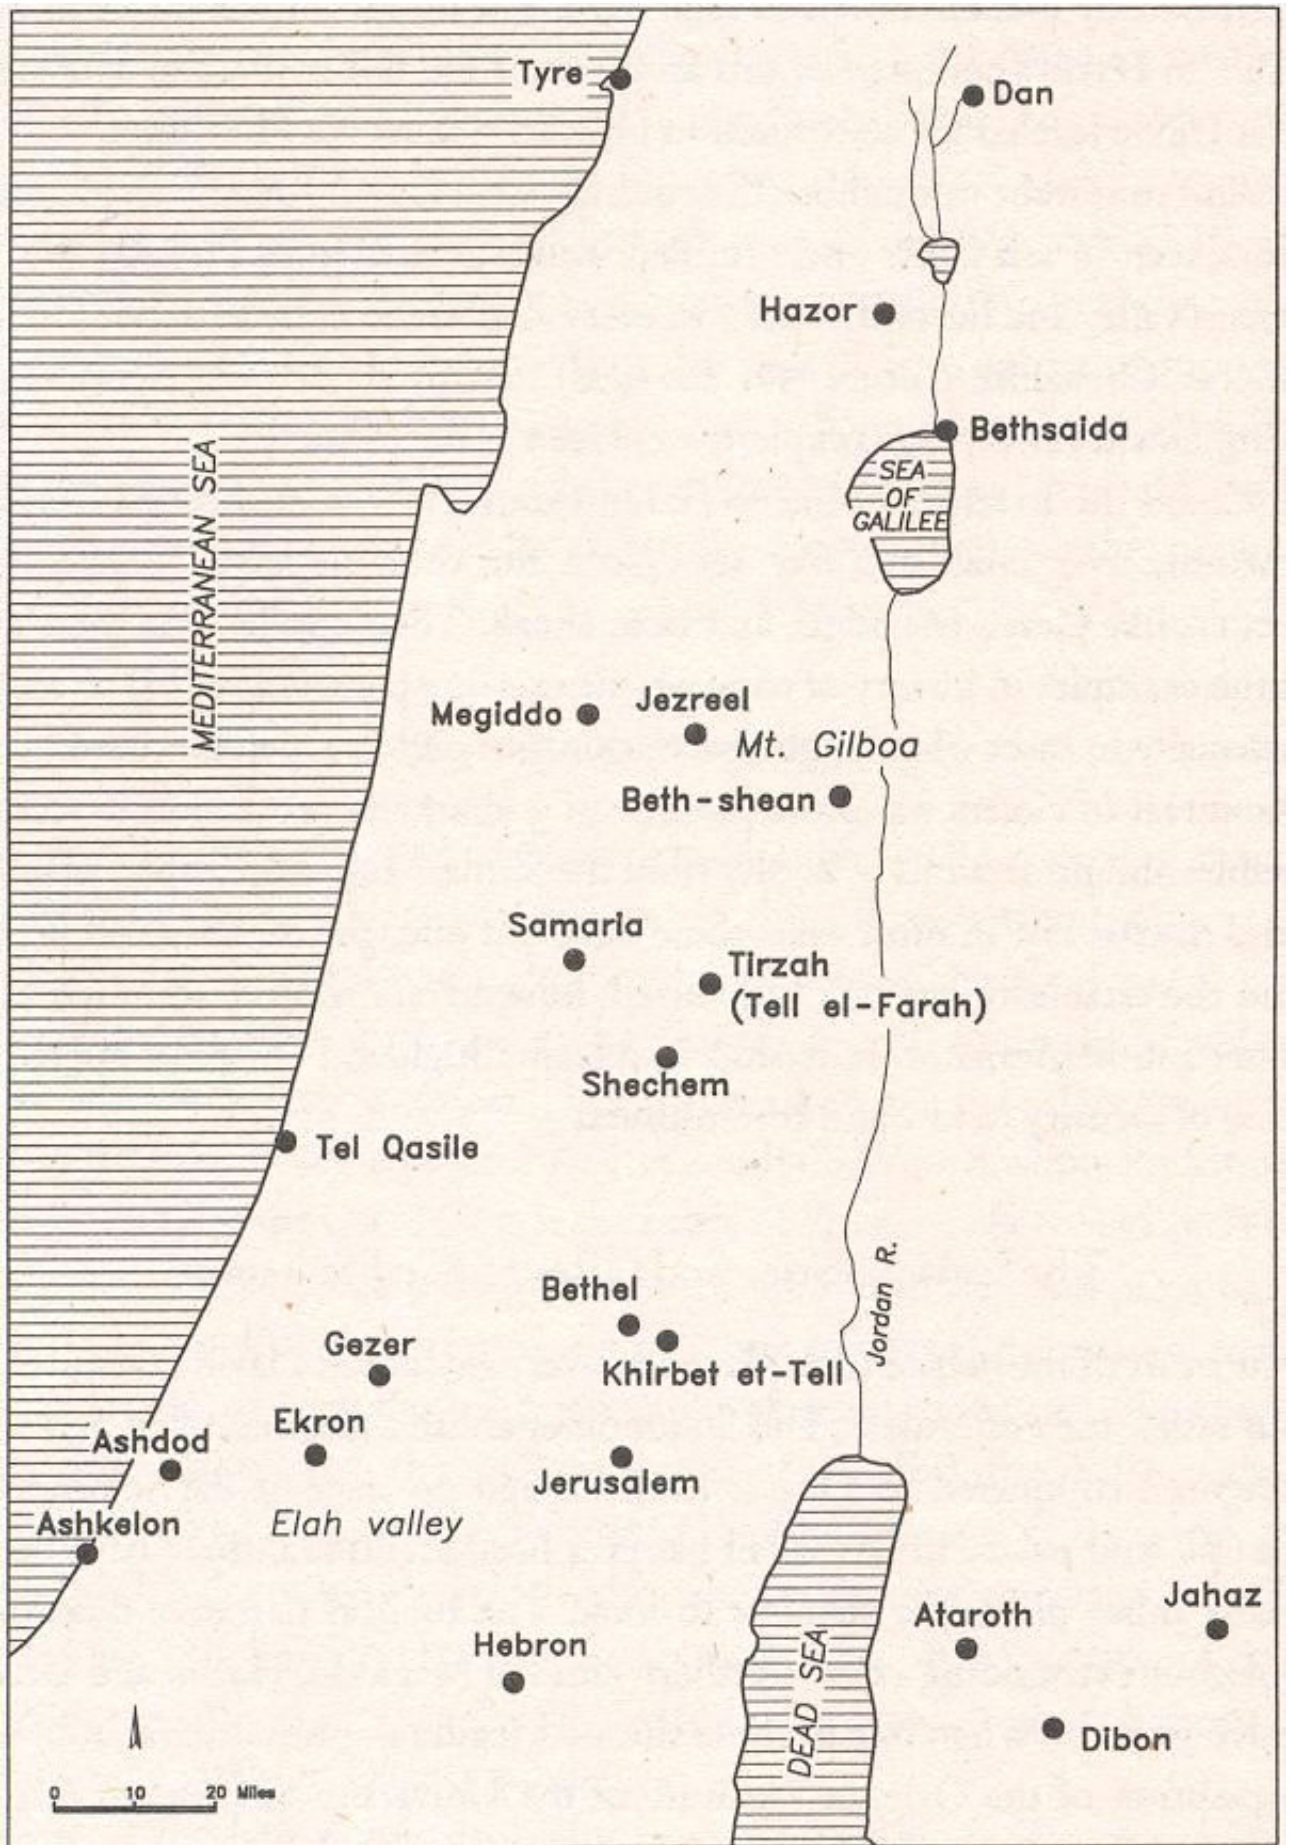 Tyre
Dan
Hazor
Bethsaida
SEA
OF
GALILEE
MEDITERRANEAN SEA
Megiddo
Jezreel
Mt. Gilboa
Beth-shean
Samaria
Tirzah
(Tell el-Farah)
Shechem
Tel Qasile
Jordan R.
Bethel
Khirbet et-Tell
Gezer
Ekron
Ashdod
Jerusalem
Ashkelon
Elah valley
Hebron
DEAD SEA
Ataroth
Jahaz
Dibon
0 10 20 Miles